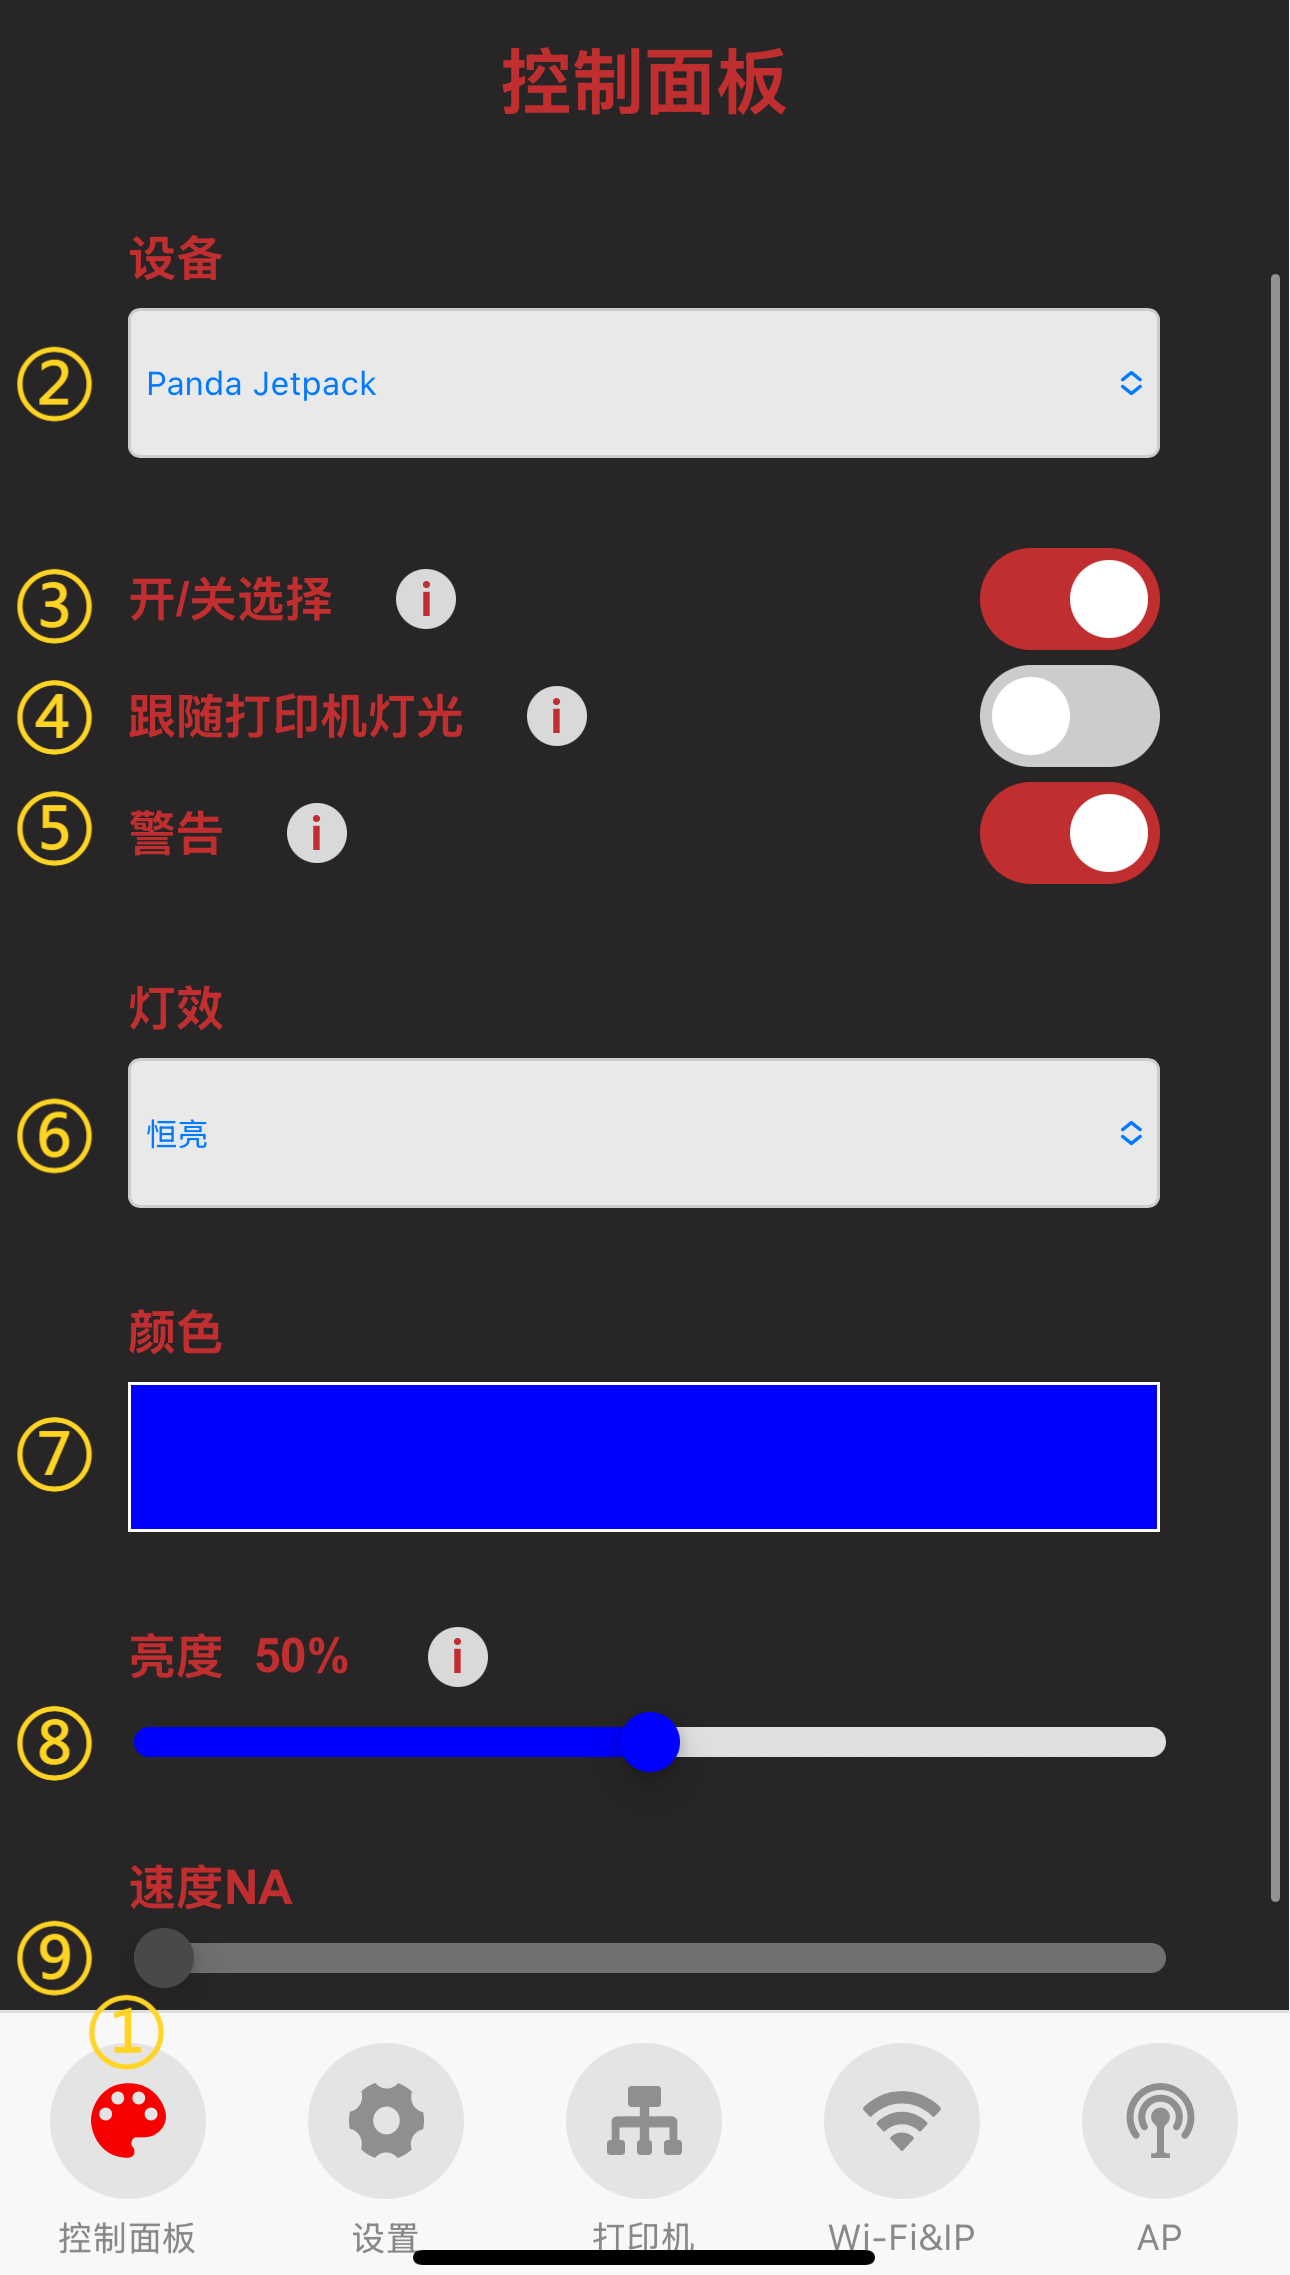 控制面板
设备
② Panda Jetpack
③ 开/关选择 i
④ 跟随打印机灯光 i
⑤ 警告 i
灯效
⑥ 恒亮
颜色
⑦
亮度 50% i
⑧
速度NA
⑨
①
控制面板 设置 打印机 Wi-Fi&IP AP